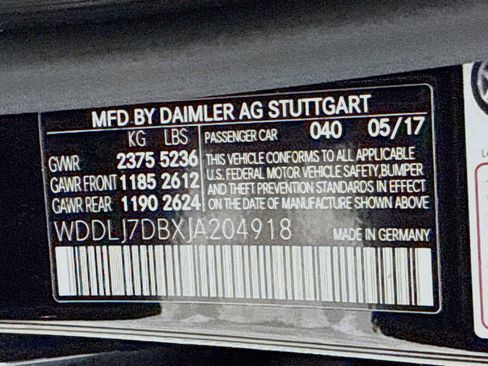 MFD.BY DAIMLER AG STUTTGART
KG LBS PASSENGER CAR 040 05/17
GVWR 2375 5236 THIS VEHICLE CONFORMS TO ALL APPLICABLE
U.S. FEDERAL MOTOR VEHICLE SAFETY,BUMPER
GAWR FRONT 1185 2612 AND THEFT PREVENTION STANDARDS IN EFFECT
GAWR REAR 1190 2624 ON THE DATE OF MANUFACTURE SHOWN ABOVE
WDDLJ7DBXJA204918 MADE IN GERMANY